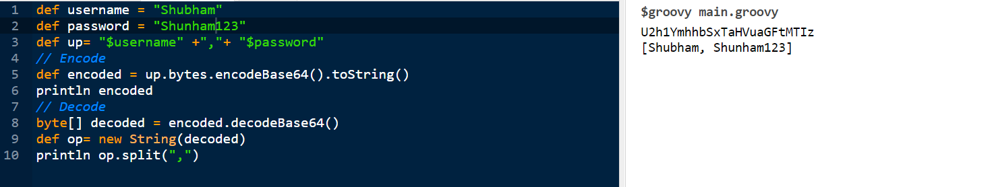 1 def username = "Shubham"
2 def password = "Shunham123"
3 def up= "$username" +","+ "$password"
4 // Encode
5 def encoded = up.bytes.encodeBase64().toString()
6 println encoded
7 // Decode
8 byte[] decoded = encoded.decodeBase64()
9 def op= new String(decoded)
10 println op.split(",")
$groovy main.groovy
U2h1YmhhbSxTaHVuaGFtMTIz
[Shubham, Shunham123]